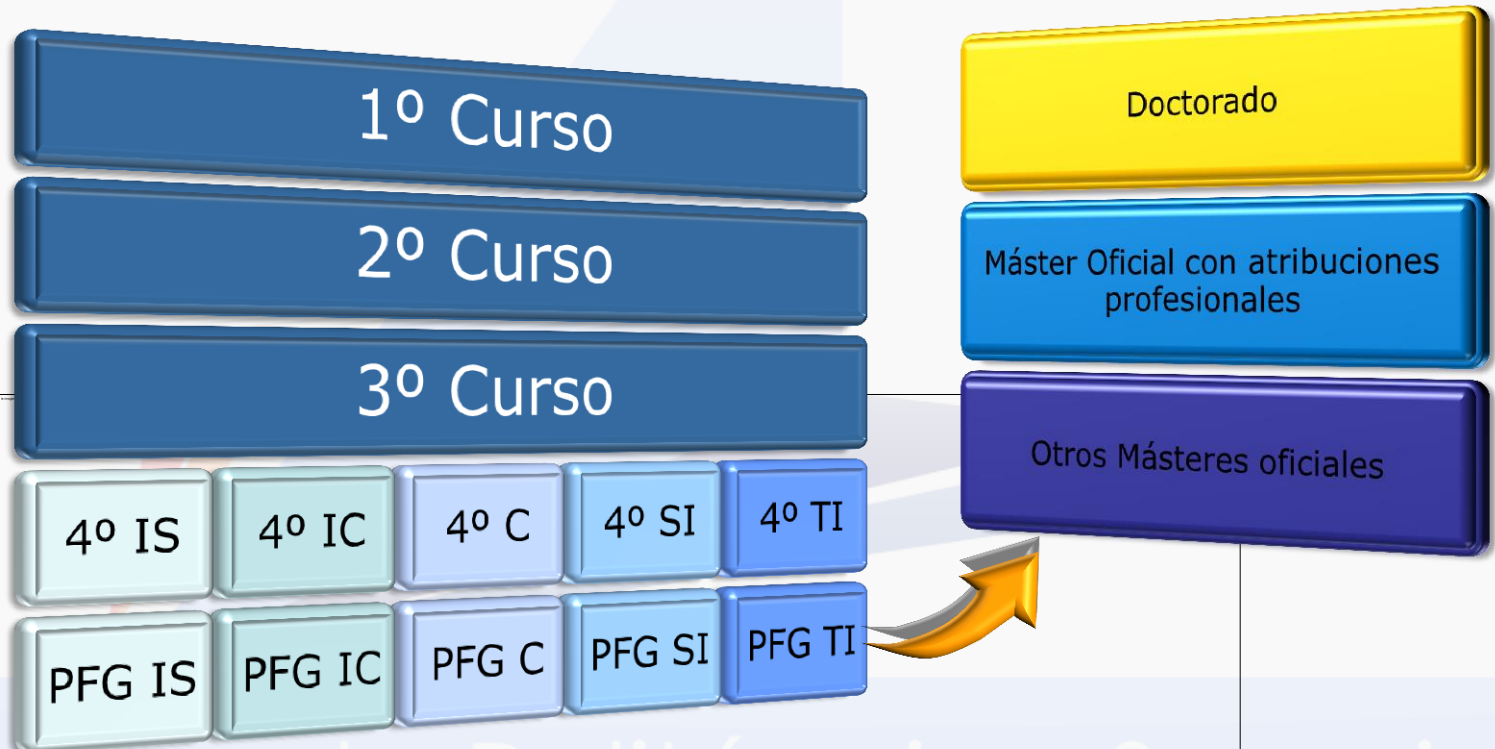 1º Curso
2º Curso
3º Curso
4º IS
4º IC
4º C
4º SI
4º TI
PFG IS
PFG IC
PFG C
PFG SI
PFG TI
Doctorado
Máster Oficial con atribuciones
profesionales
Otros Másteres oficiales